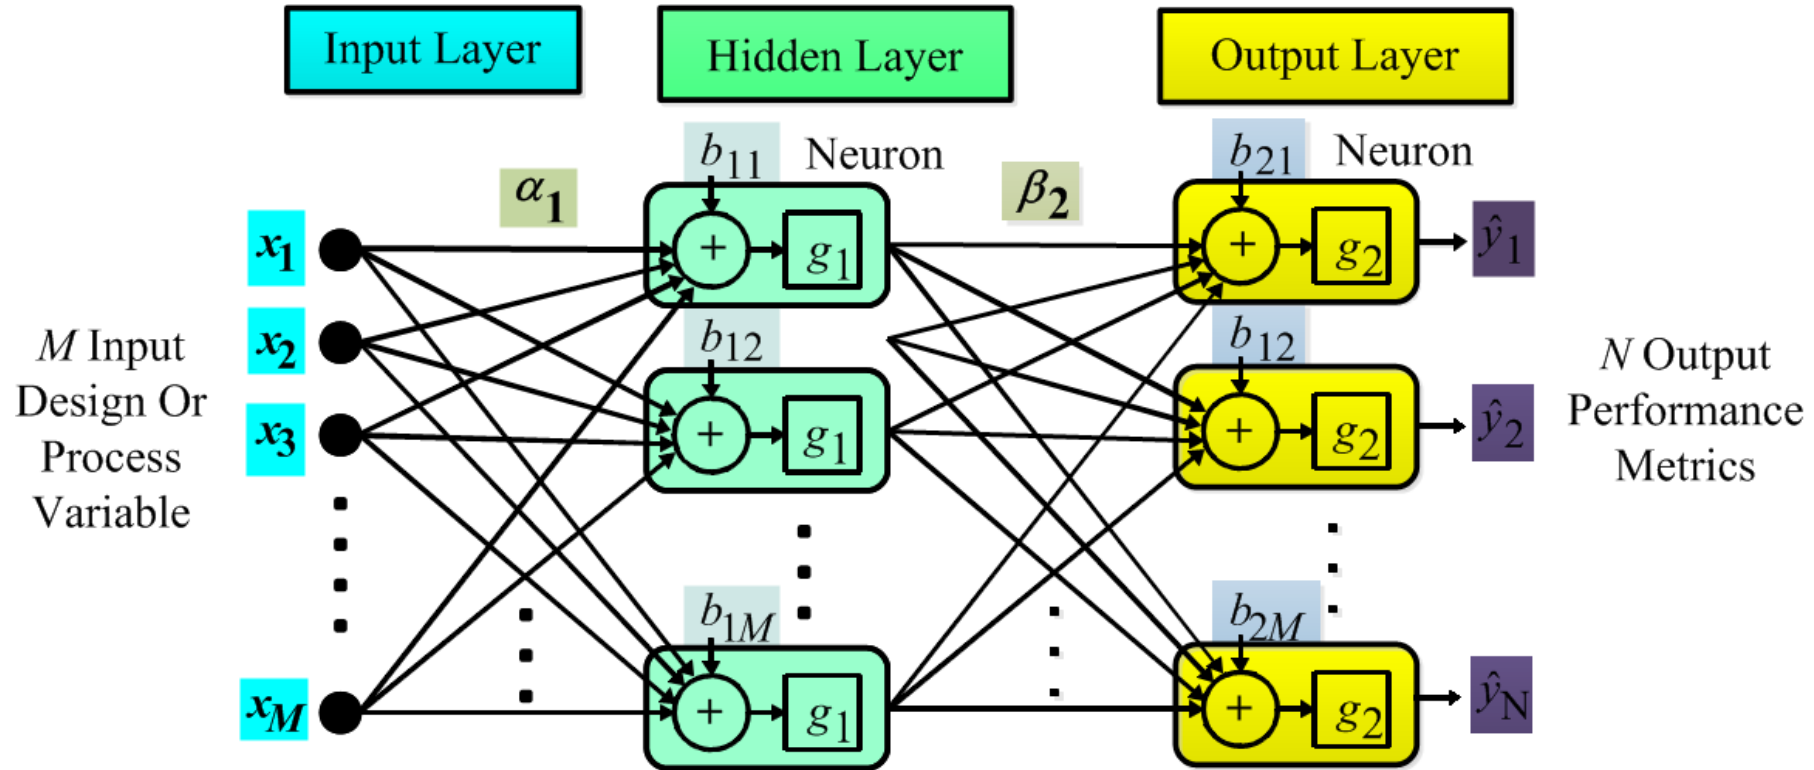 Input Layer
Hidden Layer
Output Layer
α₁
b₁₁
Neuron
β₂
b₂₁
Neuron
x₁
+
g₁
+
g₂
ŷ₁
x₂
b₁₂
b₁₂
M Input
Design Or
Process
Variable
x₃
+
g₁
+
g₂
ŷ₂
N Output
Performance
Metrics
b₁M
b₂M
xM
+
g₁
+
g₂
ŷN